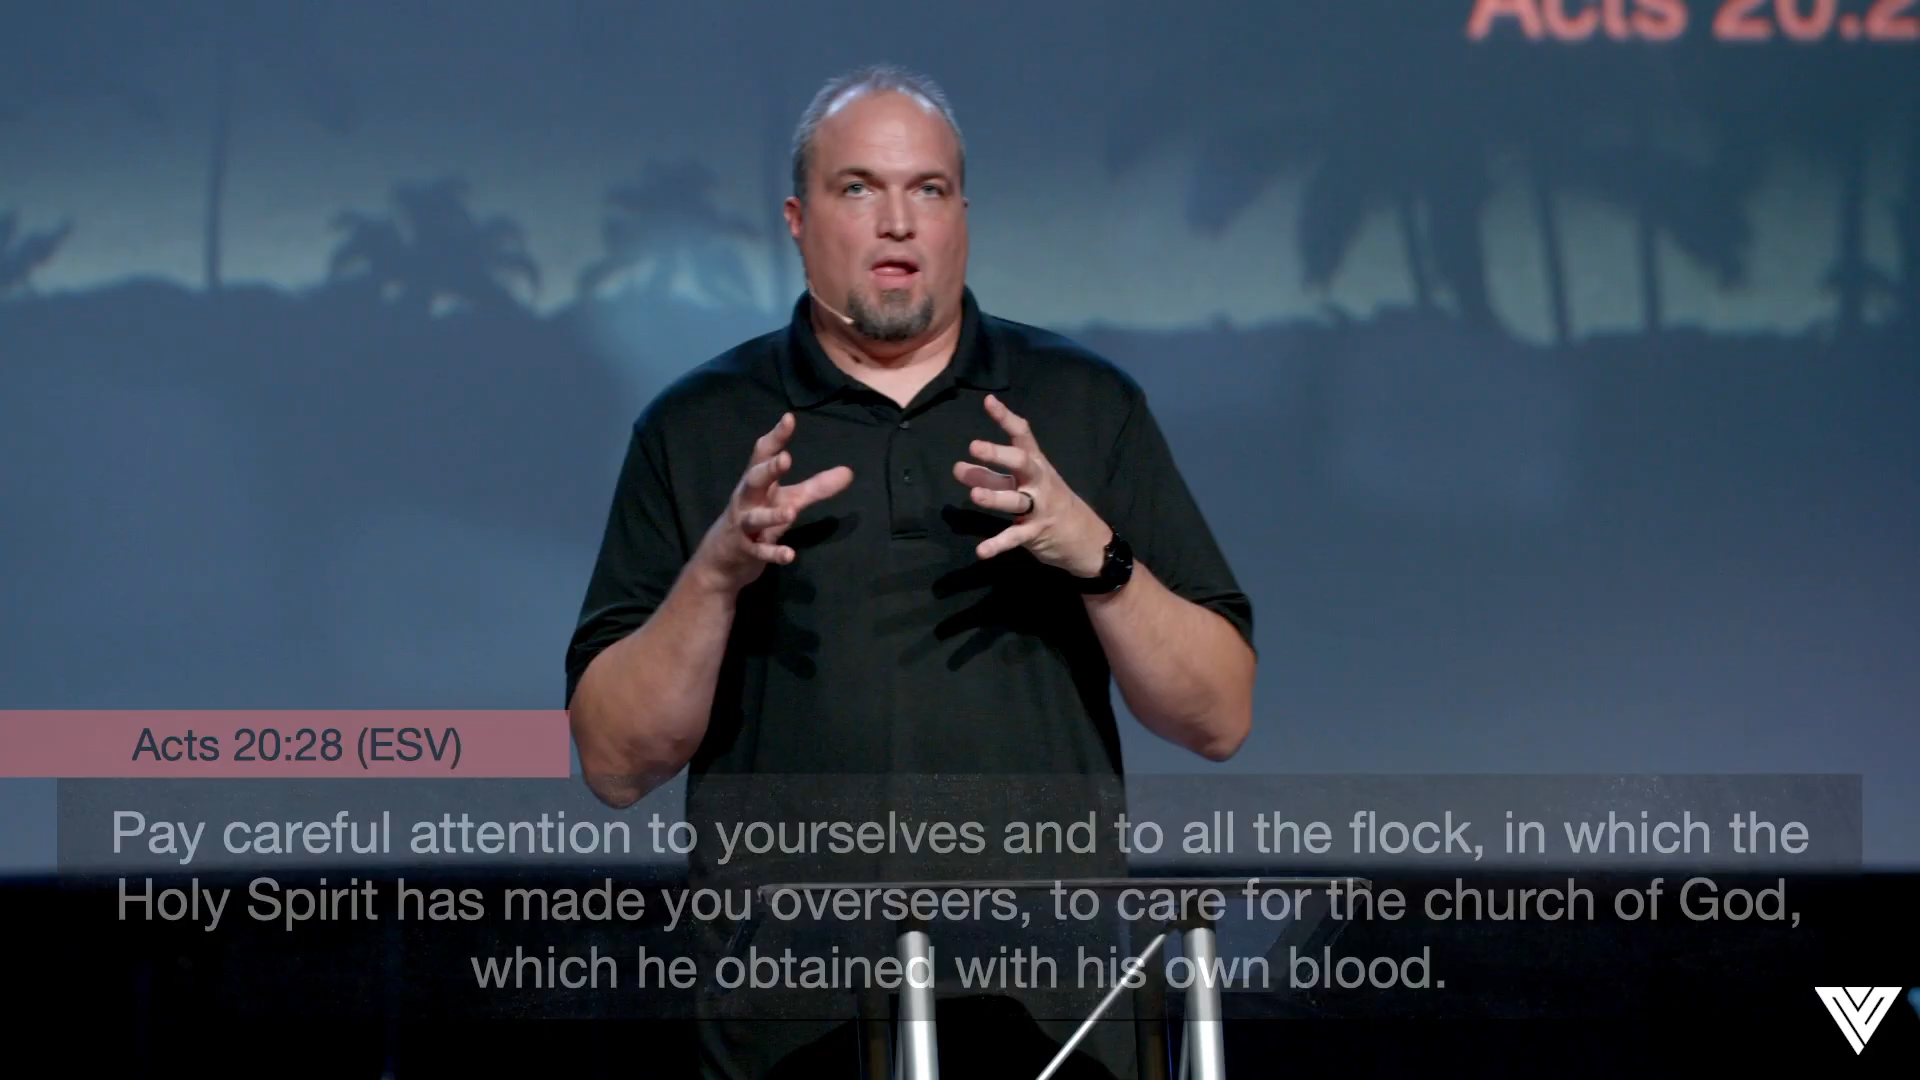 Acts 20:2
Acts 20:28 (ESV)
Pay careful attention to yourselves and to all the flock, in which the
Holy Spirit has made you overseers, to care for the church of God,
which he obtained with his own blood.